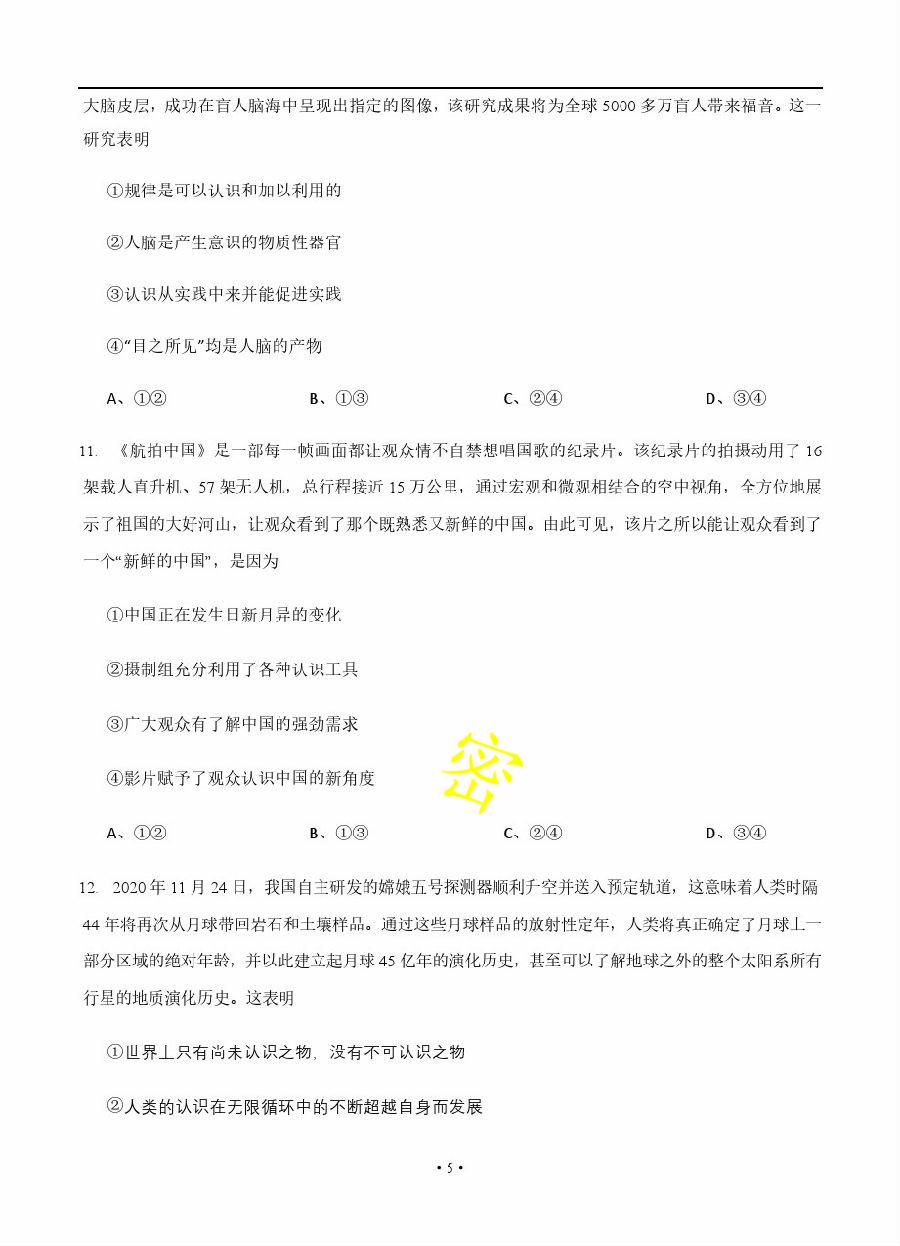 大脑皮层，成功在盲人脑海中呈现出指定的图像，该研究成果将为全球 5000 多万盲人带来福音。这一
研究表明
①规律是可以认识和加以利用的
②人脑是产生意识的物质性器官
③认识从实践中来并能促进实践
④“目之所见”均是人脑的产物
A、①② B、①③ C、②④ D、③④
11. 《航拍中国》是一部每一帧画面都让观众情不自禁想唱国歌的纪录片。该纪录片的拍摄动用了 16
架载人直升机、57 架无人机，总行程接近 15 万公里，通过宏观和微观相结合的空中视角，全方位地展
示了祖国的大好河山，让观众看到了那个既熟悉又新鲜的中国。由此可见，该片之所以能让观众看到了
一个“新鲜的中国”，是因为
①中国正在发生日新月异的变化
②摄制组充分利用了各种认识工具
③广大观众有了解中国的强劲需求
④影片赋予了观众认识中国的新角度
密
A、①② B、①③ C、②④ D、③④
12. 2020 年 11 月 24 日，我国自主研发的嫦娥五号探测器顺利升空并送入预定轨道，这意味着人类时隔
44 年将再次从月球带回岩石和土壤样品。通过这些月球样品的放射性定年，人类将真正确定了月球上一
部分区域的绝对年龄，并以此建立起月球 45 亿年的演化历史，甚至可以了解地球之外的整个太阳系所有
行星的地质演化历史。这表明
①世界上只有尚未认识之物，没有不可认识之物
②人类的认识在无限循环中的不断超越自身而发展
• 5 •